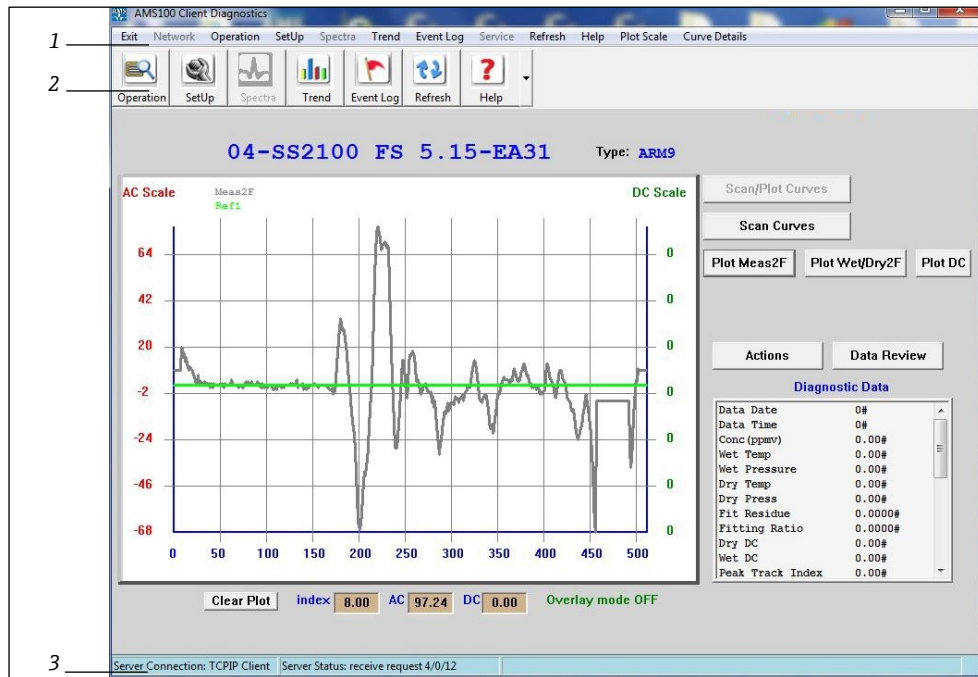 AMS100 Client Diagnostics
1
Exit Network Operation SetUp Spectra Trend Event Log Service Refresh Help Plot Scale Curve Details
2
Operation SetUp Spectra Trend Event Log Refresh Help
04-SS2100 FS 5.15-EA31 Type: ARM9
AC Scale Meas2F DC Scale
Ref1
Scan/Plot Curves
Scan Curves
Plot Meas2F Plot Wet/Dry2F Plot DC
64 0
42 0
20 0
-2 0
-24 0
-46 0
-68 0
0 50 100 150 200 250 300 350 400 450 500
Actions Data Review
Diagnostic Data
Data Date 0#
Data Time 0#
Conc(ppmv) 0.00#
Wet Temp 0.00#
Wet Pressure 0.00#
Dry Temp 0.00#
Dry Press 0.00#
Fit Residue 0.0000#
Fitting Ratio 0.0000#
Dry DC 0.00#
Wet DC 0.00#
Peak Track Index 0.00#
Clear Plot index 8.00 AC 97.24 DC 0.00 Overlay mode OFF
3
Server Connection: TCPIP Client Server Status: receive request 4/0/12